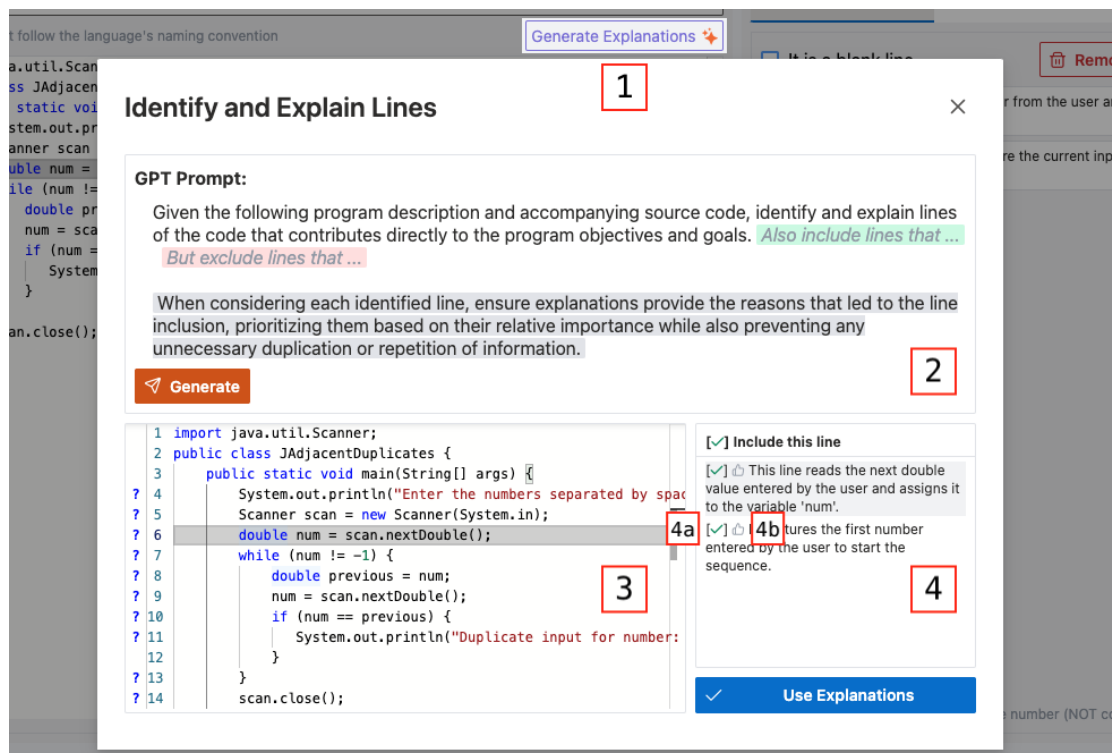 t follow the language's naming convention
Generate Explanations
It is a blank line
Remo
1
a.util.Scan
ss JAdjacen
static voi
stem.out.pr
anner scan
uble num =
ile (num !=
double pr
num = sca
if (num =
System
}
an.close();
r from the user an
re the current inp
number (NOT co
Identify and Explain Lines
GPT Prompt:
Given the following program description and accompanying source code, identify and explain lines
of the code that contributes directly to the program objectives and goals. Also include lines that ...
But exclude lines that ...
When considering each identified line, ensure explanations provide the reasons that led to the line
inclusion, prioritizing them based on their relative importance while also preventing any
unnecessary duplication or repetition of information.
2
Generate
1 import java.util.Scanner;
2 public class JAdjacentDuplicates {
3 public static void main(String[] args) {
? 4 System.out.println("Enter the numbers separated by spac
? 5 Scanner scan = new Scanner(System.in);
? 6 double num = scan.nextDouble();
? 7 while (num != -1) {
? 8 double previous = num;
? 9 num = scan.nextDouble();
? 10 if (num == previous) {
? 11 System.out.println("Duplicate input for number:
12 }
? 13 }
? 14 scan.close();
3
[✓] Include this line
[✓] This line reads the next double
value entered by the user and assigns it
to the variable 'num'.
4a
[✓] 4b tures the first number
entered by the user to start the
sequence.
4
Use Explanations